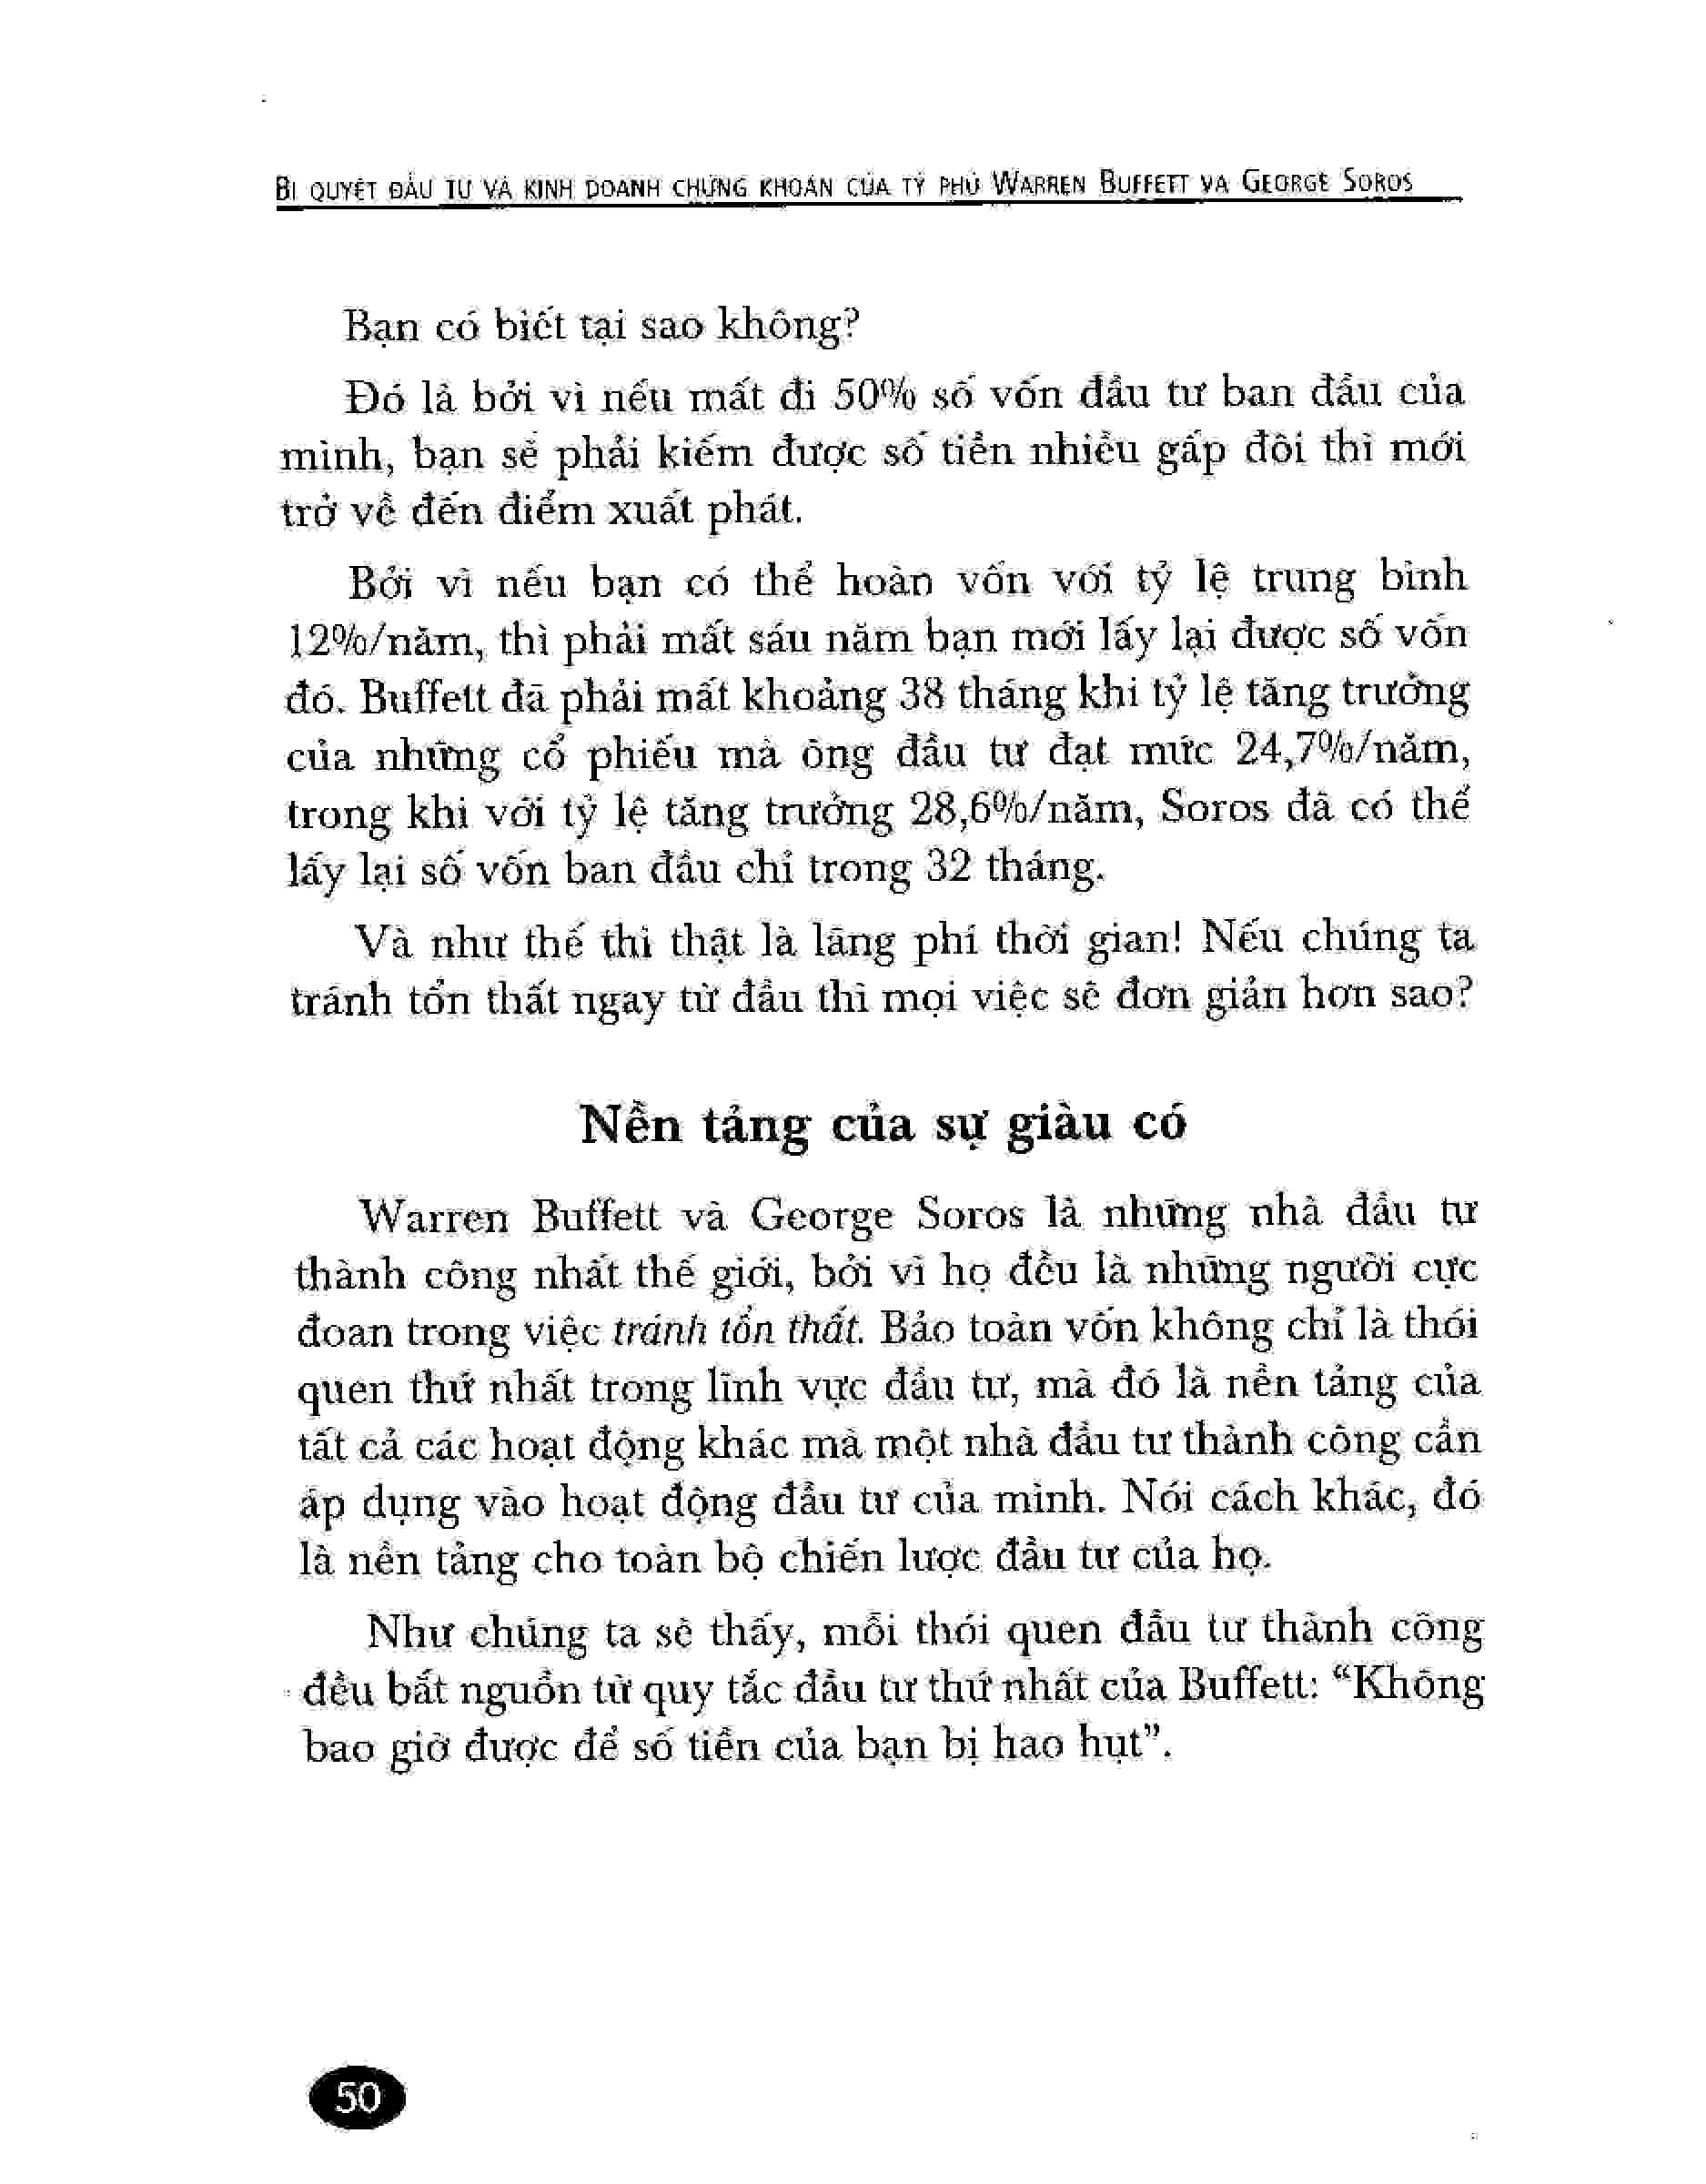 BÍ QUYẾT ĐẦU TƯ VÀ KINH DOANH CHỨNG KHOÁN CỦA TỶ PHÚ WARREN BUFFETT VÀ GEORGE SOROS
Bạn có biết tại sao không?
Đó là bởi vì nếu mất đi 50% số vốn đầu tư ban đầu của
mình, bạn sẽ phải kiếm được số tiền nhiều gấp đôi thì mới
trở về đến điểm xuất phát.
Bởi vì nếu bạn có thể hoàn vốn với tỷ lệ trung bình
12%/năm, thì phải mất sáu năm bạn mới lấy lại được số vốn
đó. Buffett đã phải mất khoảng 38 tháng khi tỷ lệ tăng trưởng
của những cổ phiếu mà ông đầu tư đạt mức 24,7%/năm,
trong khi với tỷ lệ tăng trưởng 28,6%/năm, Soros đã có thể
lấy lại số vốn ban đầu chỉ trong 32 tháng.
Và như thế thì thật là lãng phí thời gian! Nếu chúng ta
tránh tổn thất ngay từ đầu thì mọi việc sẽ đơn giản hơn sao?
Nền tảng của sự giàu có
Warren Buffett và George Soros là những nhà đầu tư
thành công nhất thế giới, bởi vì họ đều là những người cực
đoan trong việc tránh tổn thất. Bảo toàn vốn không chỉ là thói
quen thứ nhất trong lĩnh vực đầu tư, mà đó là nền tảng của
tất cả các hoạt động khác mà một nhà đầu tư thành công cần
áp dụng vào hoạt động đầu tư của mình. Nói cách khác, đó
là nền tảng cho toàn bộ chiến lược đầu tư của họ.
Như chúng ta sẽ thấy, mỗi thói quen đầu tư thành công
đều bắt nguồn từ quy tắc đầu tư thứ nhất của Buffett: “Không
bao giờ được để số tiền của bạn bị hao hụt”.
50